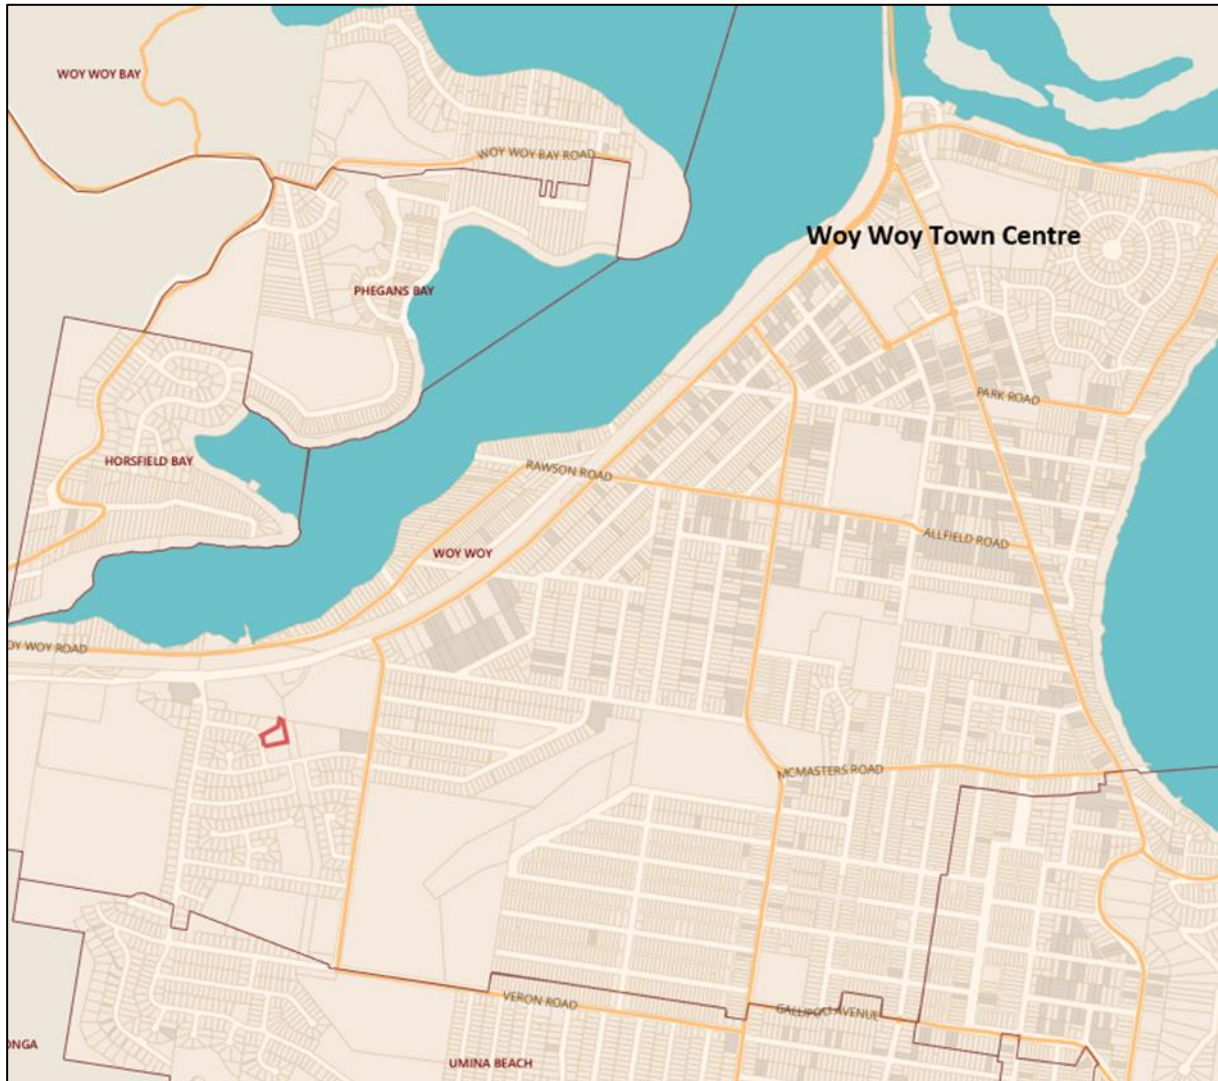 WOY WOY BAY
WOY WOY BAY ROAD
Woy Woy Town Centre
PHEGANS BAY
PARK ROAD
HORSFIELD BAY
RAWSON ROAD
ALLFIELD ROAD
WOY WOY
OY WOY ROAD
MCMASTERS ROAD
VERON ROAD
GALLIPOLI AVENUE
ONGA
UMINA BEACH